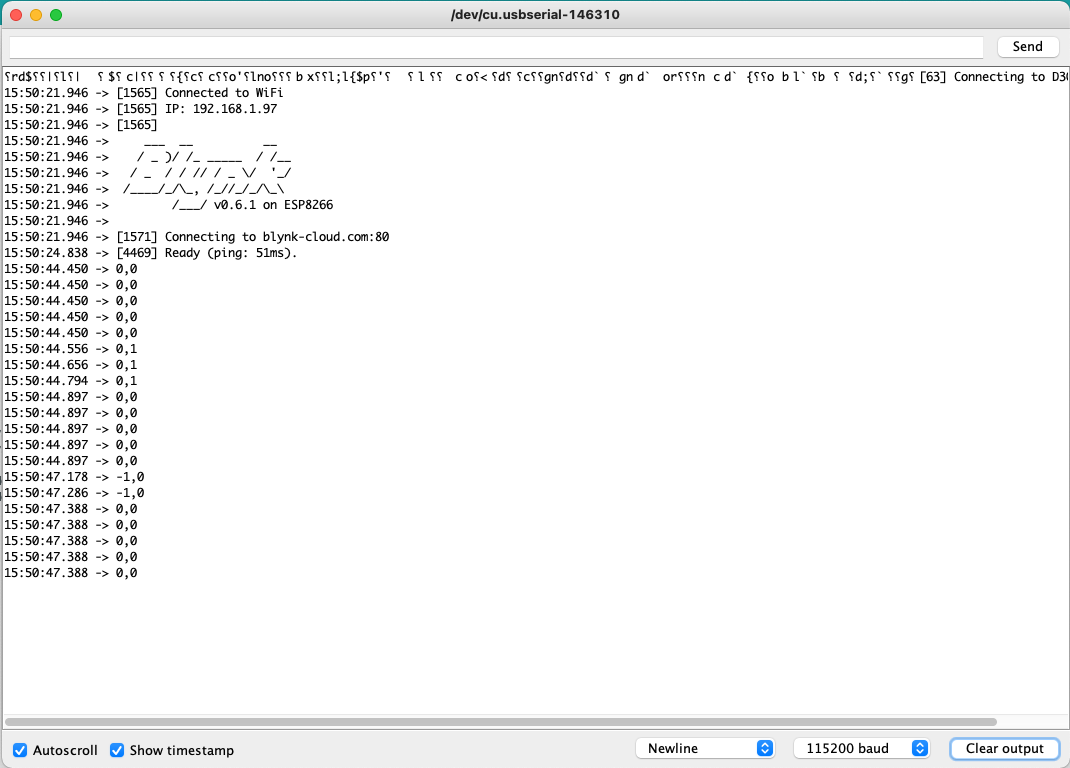 /dev/cu.usbserial-146310
Send
[63] Connecting to D3
15:50:21.946 -> [1565] Connected to WiFi
15:50:21.946 -> [1565] IP: 192.168.1.97
15:50:21.946 -> [1565]
15:50:21.946 ->     ___  __          __
15:50:21.946 ->    / _ )/ /_ _____  / /__
15:50:21.946 ->   / _  / / // / _ \/  '_/
15:50:21.946 ->  /____/_/\_, /_//_/_/\_\
15:50:21.946 ->        /___/ v0.6.1 on ESP8266
15:50:21.946 ->
15:50:21.946 -> [1571] Connecting to blynk-cloud.com:80
15:50:24.838 -> [4469] Ready (ping: 51ms).
15:50:44.450 -> 0,0
15:50:44.450 -> 0,0
15:50:44.450 -> 0,0
15:50:44.450 -> 0,0
15:50:44.450 -> 0,0
15:50:44.556 -> 0,1
15:50:44.656 -> 0,1
15:50:44.794 -> 0,1
15:50:44.897 -> 0,0
15:50:44.897 -> 0,0
15:50:44.897 -> 0,0
15:50:44.897 -> 0,0
15:50:44.897 -> 0,0
15:50:47.178 -> -1,0
15:50:47.286 -> -1,0
15:50:47.388 -> 0,0
15:50:47.388 -> 0,0
15:50:47.388 -> 0,0
15:50:47.388 -> 0,0
15:50:47.388 -> 0,0
Autoscroll Show timestamp Newline 115200 baud Clear output